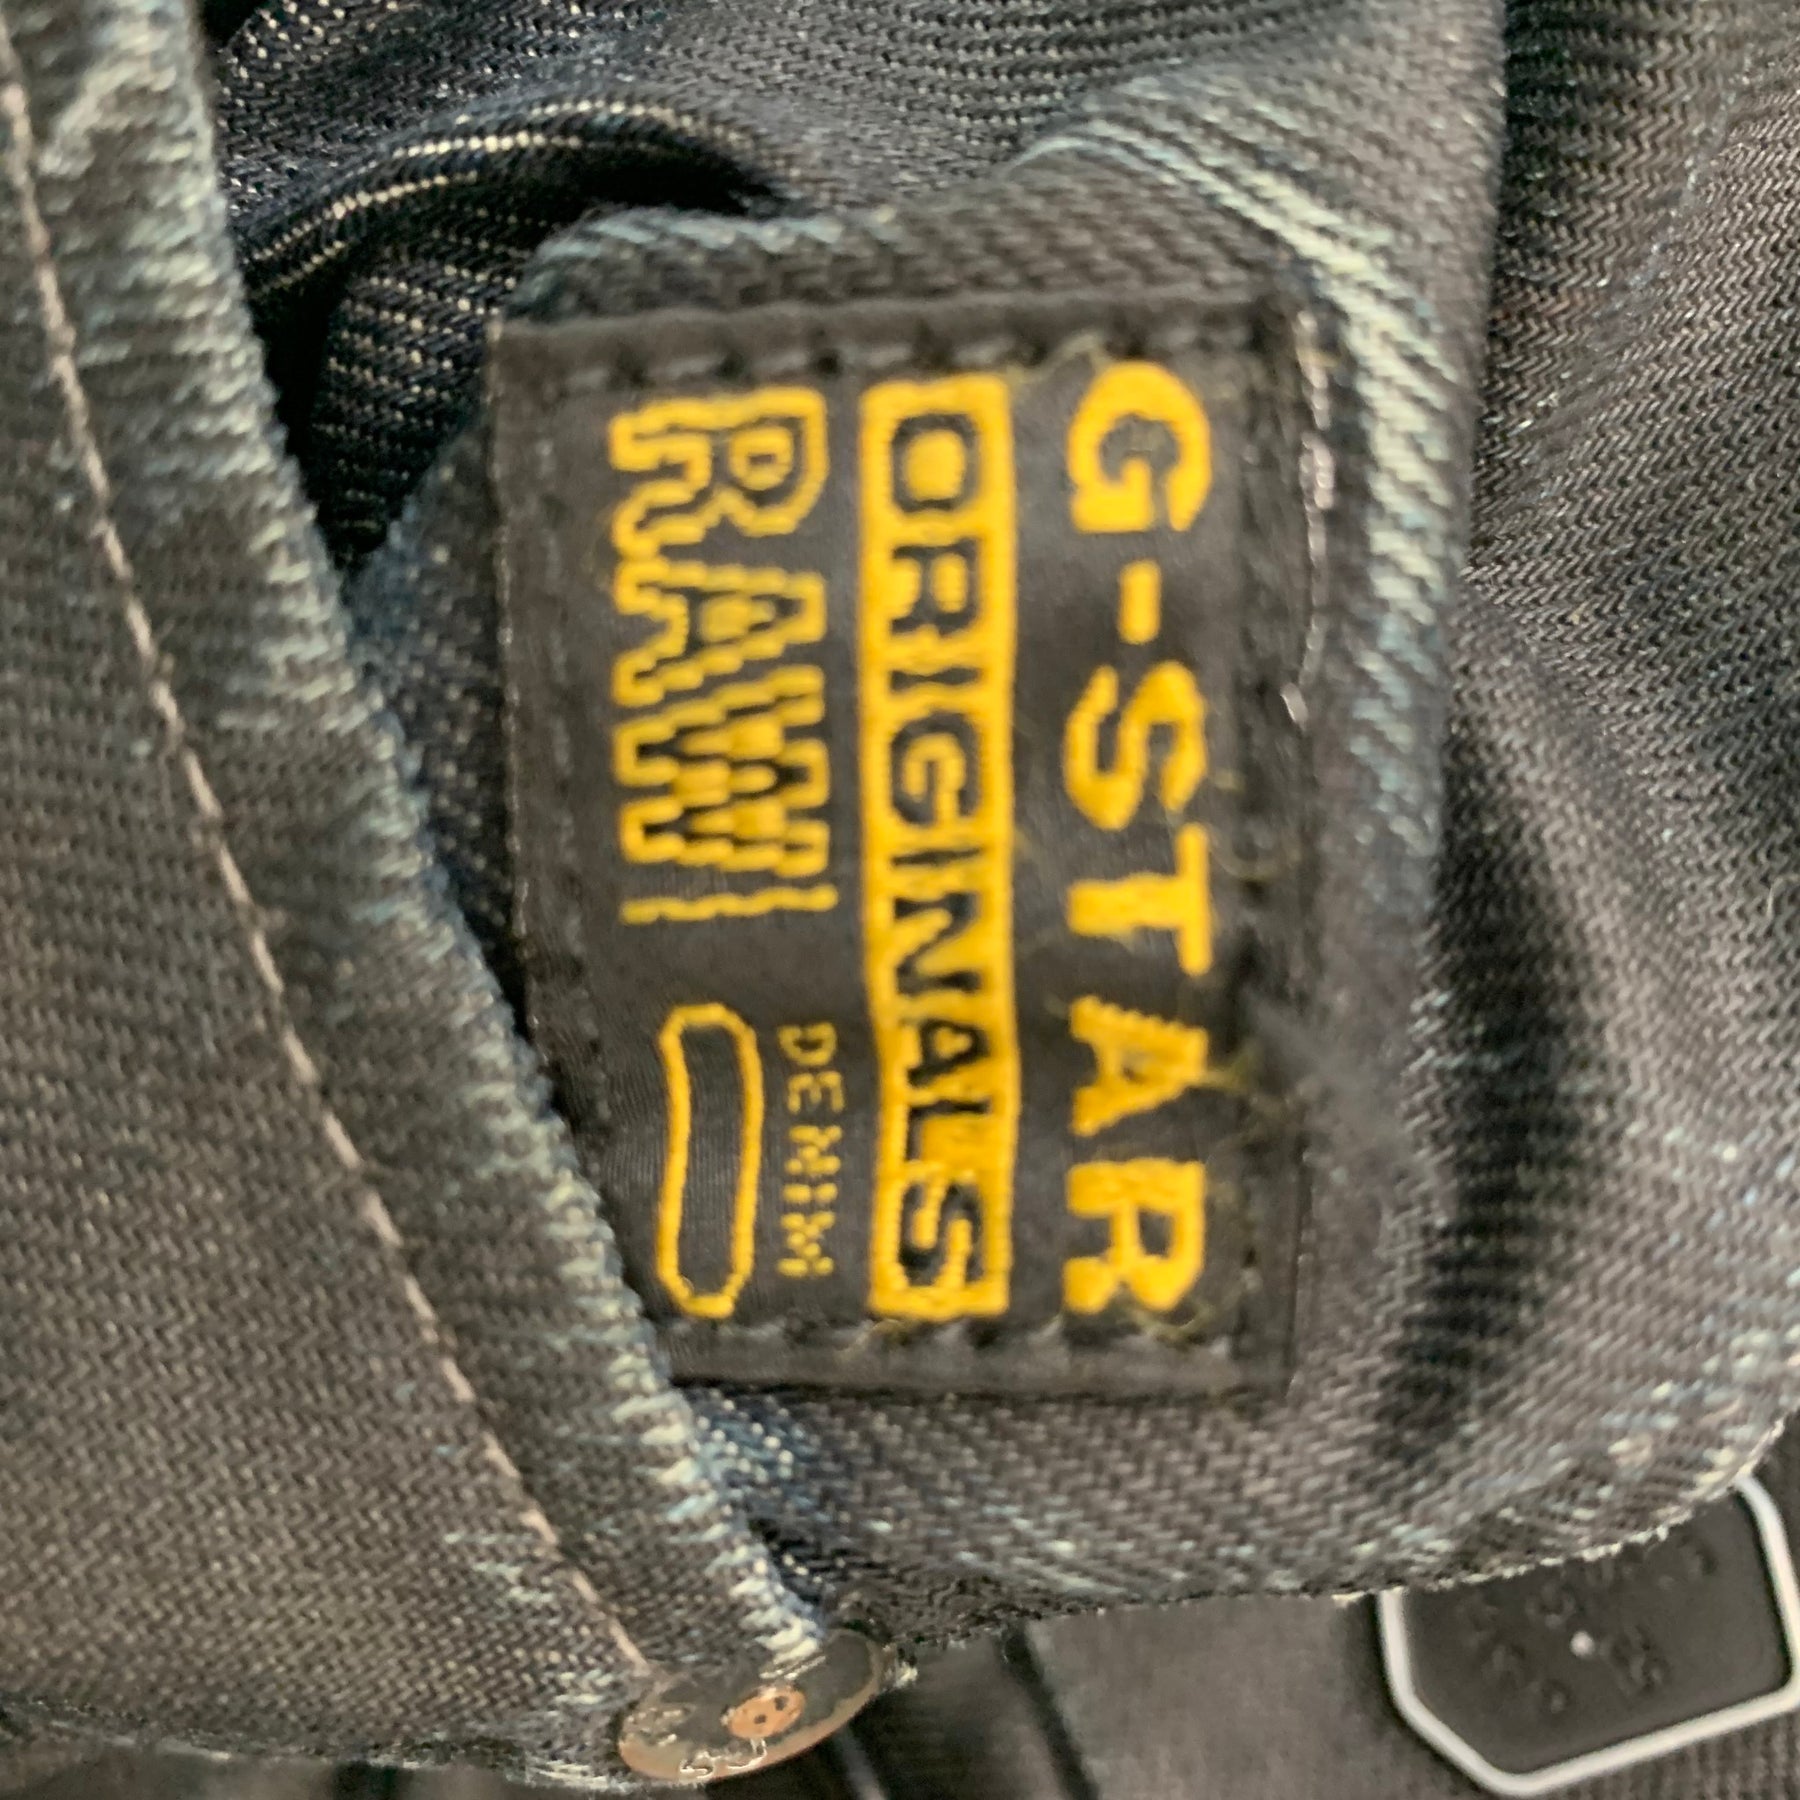 G-STAR
ORIGINALS
RAW
DENIM